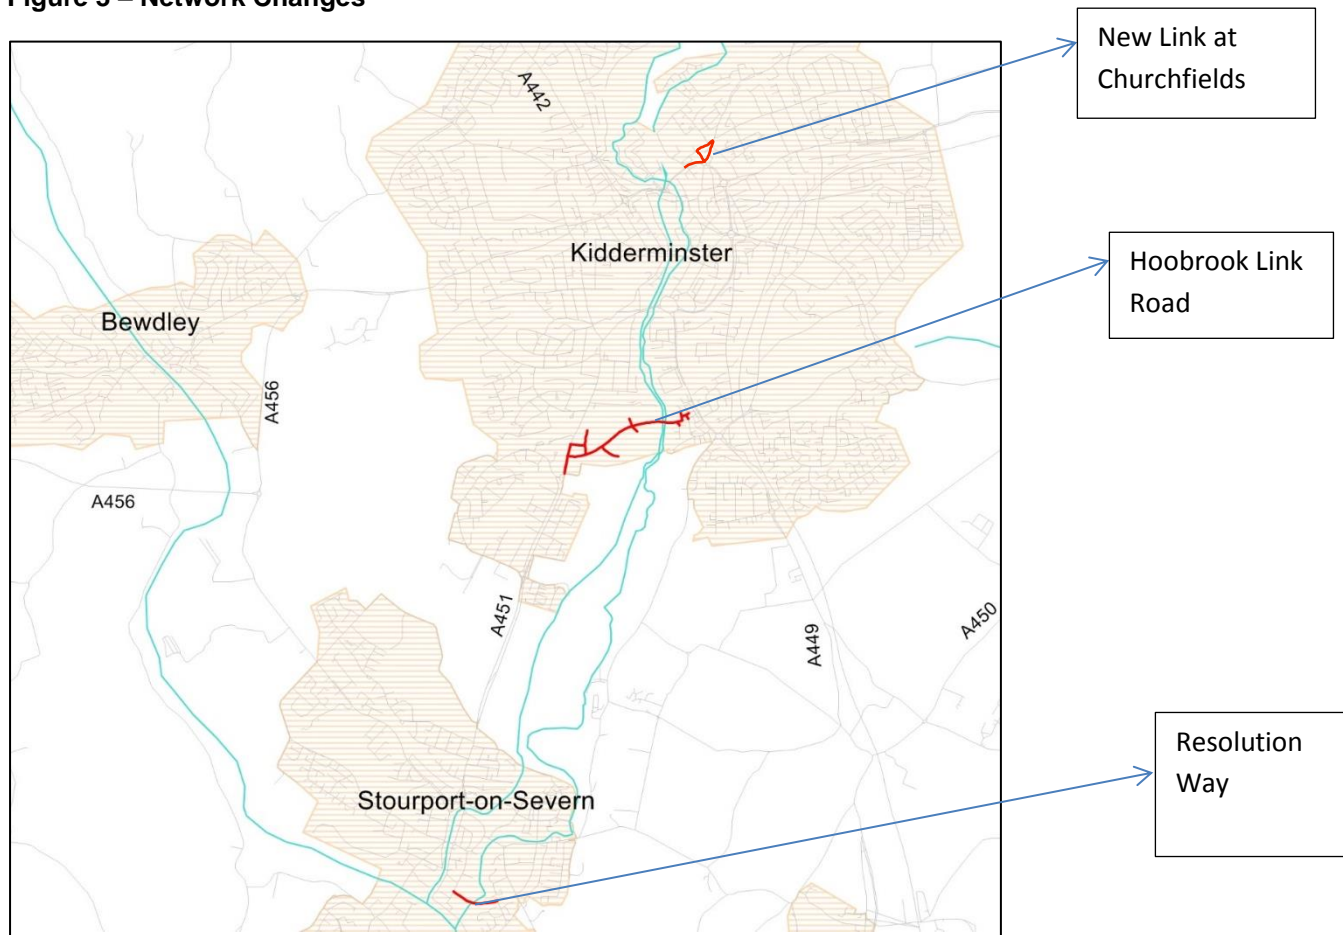 Figure 3 – Network Changes
New Link at
Churchfields
A442
Kidderminster
Hoobrook Link
Road
Bewdley
A456
A456
A451
A449
A450
Resolution
Way
Stourport-on-Severn